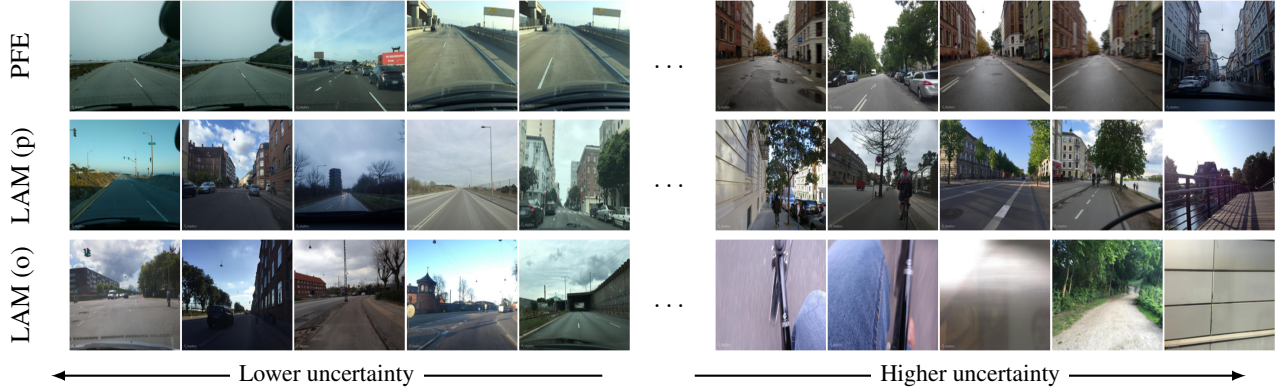 PFE
. . .
LAM (p)
. . .
LAM (o)
. . .
Lower uncertainty
Higher uncertainty